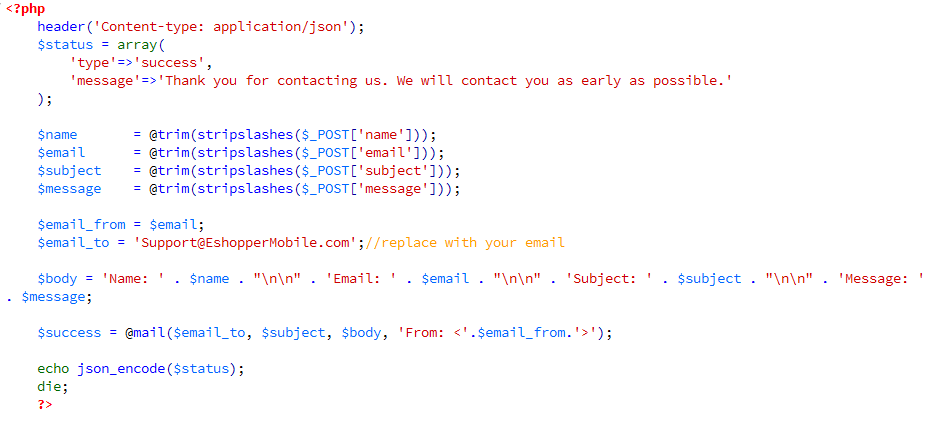 <?php
    header('Content-type: application/json');
    $status = array(
        'type'=>'success',
        'message'=>'Thank you for contacting us. We will contact you as early as possible.'
    );

    $name       = @trim(stripslashes($_POST['name']));
    $email      = @trim(stripslashes($_POST['email']));
    $subject    = @trim(stripslashes($_POST['subject']));
    $message    = @trim(stripslashes($_POST['message']));

    $email_from = $email;
    $email_to = 'Support@EshopperMobile.com';//replace with your email

    $body = 'Name: ' . $name . "\n\n" . 'Email: ' . $email . "\n\n" . 'Subject: ' . $subject . "\n\n" . 'Message: '
. $message;

    $success = @mail($email_to, $subject, $body, 'From: <'.$email_from.'>');

    echo json_encode($status);
    die;
    ?>